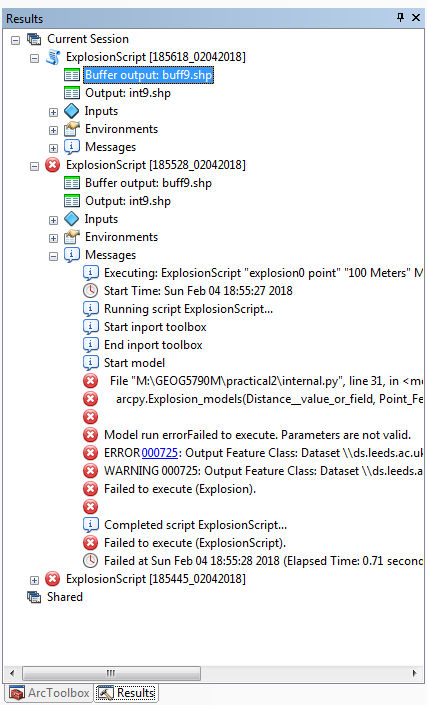 Results
Current Session
ExplosionScript [185618_02042018]
Buffer output: buff9.shp
Output: int9.shp
Inputs
Environments
Messages
ExplosionScript [185528_02042018]
Buffer output: buff9.shp
Output: int9.shp
Inputs
Environments
Messages
Executing: ExplosionScript "explosion0 point" "100 Meters" M
Start Time: Sun Feb 04 18:55:27 2018
Running script ExplosionScript...
Start inport toolbox
End inport toolbox
Start model
File "M:\GEOG5790M\practical2\internal.py", line 31, in <m
arcpy.Explosion_models(Distance__value_or_field, Point_Fe
Model run errorFailed to execute. Parameters are not valid.
ERROR 000725: Output Feature Class: Dataset \\ds.leeds.ac.uk
WARNING 000725: Output Feature Class: Dataset \\ds.leeds.a
Failed to execute (Explosion).
Completed script ExplosionScript...
Failed to execute (ExplosionScript).
Failed at Sun Feb 04 18:55:28 2018 (Elapsed Time: 0.71 second
ExplosionScript [185445_02042018]
Shared
ArcToolbox
Results